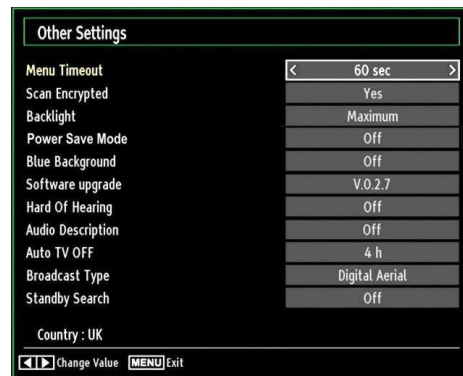 Other Settings
Menu Timeout < 60 sec >
Scan Encrypted Yes
Backlight Maximum
Power Save Mode Off
Blue Background Off
Software upgrade V.0.2.7
Hard Of Hearing Off
Audio Description Off
Auto TV OFF 4 h
Broadcast Type Digital Aerial
Standby Search Off
Country : UK
Change Value MENU Exit